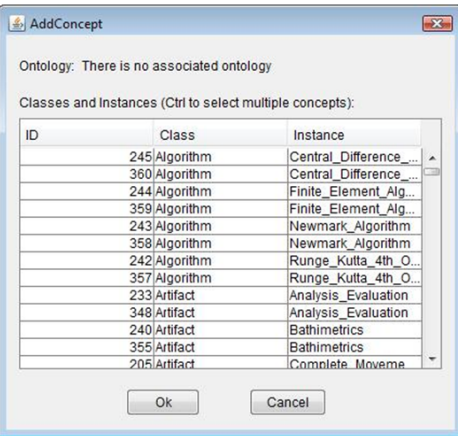 AddConcept
Ontology: There is no associated ontology
Classes and Instances (Ctrl to select multiple concepts):
ID Class Instance
245 Algorithm Central_Difference_...
360 Algorithm Central_Difference_...
244 Algorithm Finite_Element_Alg...
359 Algorithm Finite_Element_Alg...
243 Algorithm Newmark_Algorithm
358 Algorithm Newmark_Algorithm
242 Algorithm Runge_Kutta_4th_O...
357 Algorithm Runge_Kutta_4th_O...
233 Artifact Analysis_Evaluation
348 Artifact Analysis_Evaluation
240 Artifact Bathimetrics
355 Artifact Bathimetrics
205 Artifact Complete_Moveme
Ok Cancel